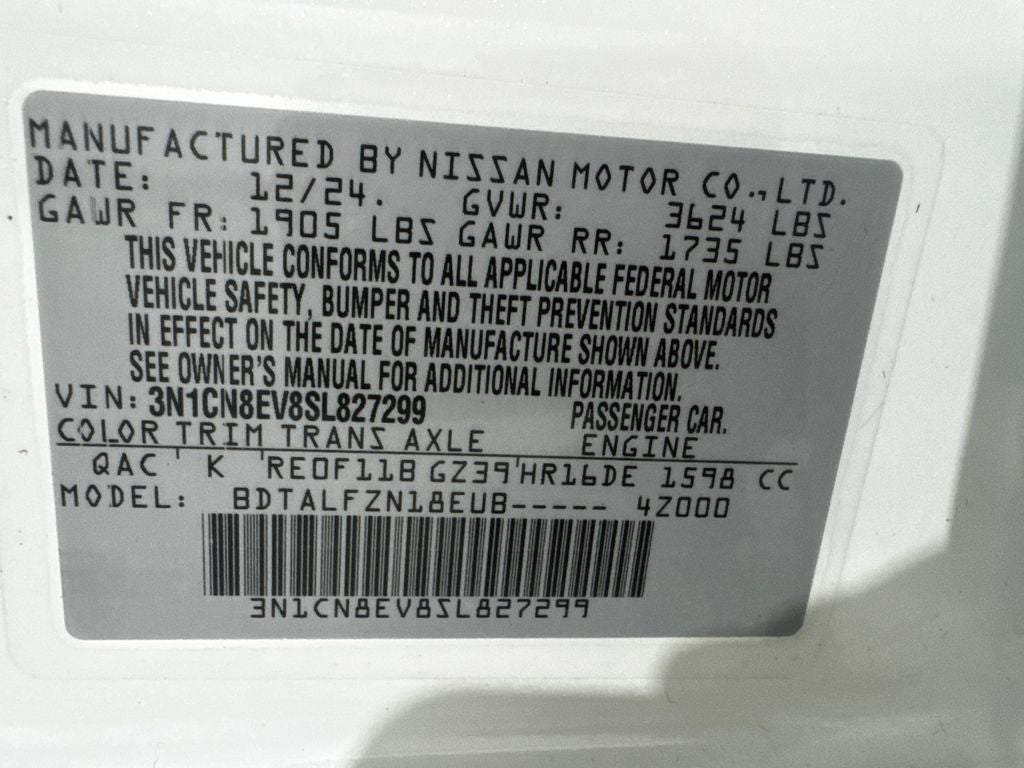 MANUFACTURED BY NISSAN MOTOR CO.,LTD.
DATE: 12/24. GVWR: 3624 LBS
GAWR FR: 1905 LBS GAWR RR: 1735 LBS
THIS VEHICLE CONFORMS TO ALL APPLICABLE FEDERAL MOTOR
VEHICLE SAFETY, BUMPER AND THEFT PREVENTION STANDARDS
IN EFFECT ON THE DATE OF MANUFACTURE SHOWN ABOVE.
SEE OWNER'S MANUAL FOR ADDITIONAL INFORMATION.
VIN: 3N1CN8EV8SL827299 PASSENGER CAR.
COLOR TRIM TRANS AXLE ENGINE
QAC K RE0F11B GZ39 HR16DE 1598 CC
MODEL: BDTALFZN18EUB----- 4Z000
3N1CN8EV8SL827299